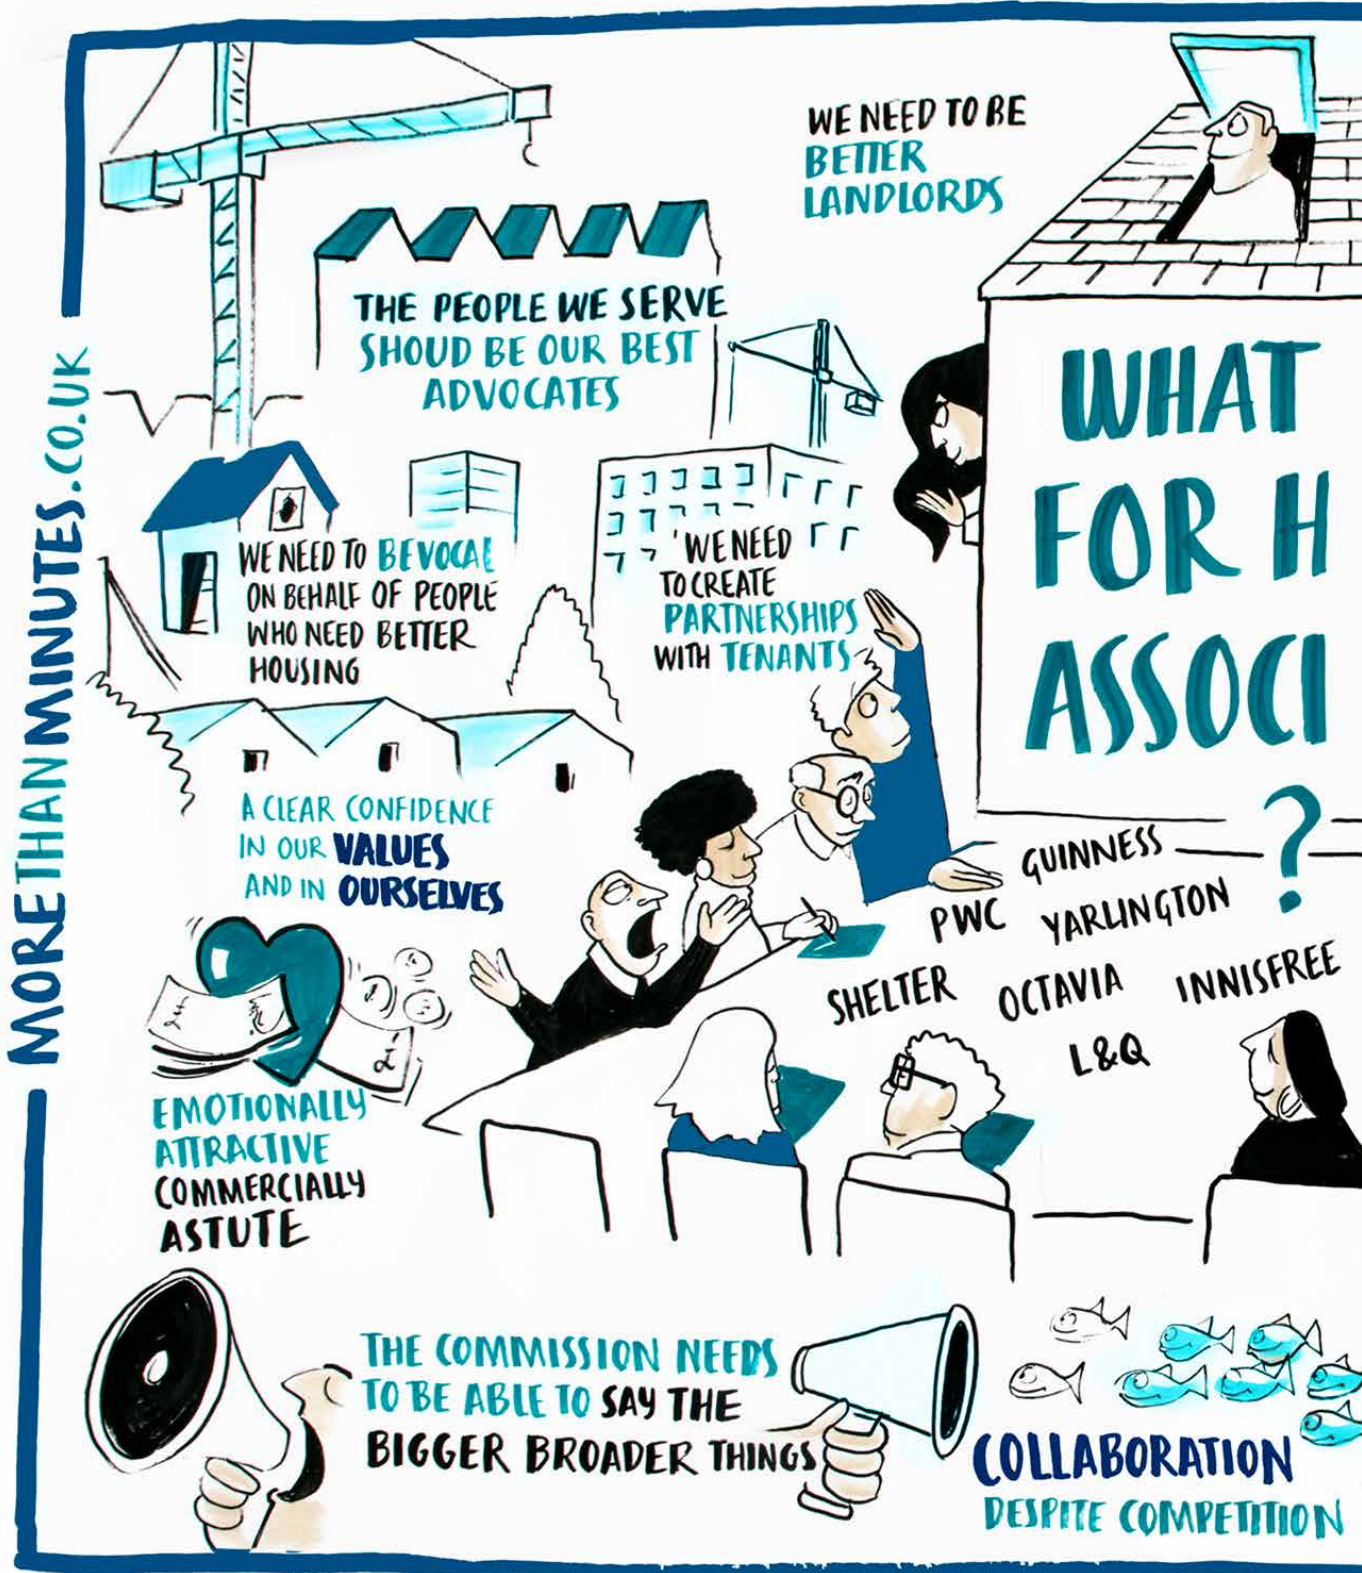 MORETHANMINUTES.CO.UK
WE NEED TO BE
BETTER
LANDLORDS
THE PEOPLE WE SERVE
SHOUD BE OUR BEST
ADVOCATES
WE NEED TO BE VOCAL
ON BEHALF OF PEOPLE
WHO NEED BETTER
HOUSING
'WE NEED
TO CREATE
PARTNERSHIPS
WITH TENANTS
WHAT
FOR H
ASSOCI
?
A CLEAR CONFIDENCE
IN OUR VALUES
AND IN OURSELVES
GUINNESS
PWC YARLINGTON
SHELTER OCTAVIA INNISFREE
L&Q
EMOTIONALLY
ATTRACTIVE
COMMERCIALLY
ASTUTE
THE COMMISSION NEEDS
TO BE ABLE TO SAY THE
BIGGER BROADER THINGS
COLLABORATION
DESPITE COMPETITION